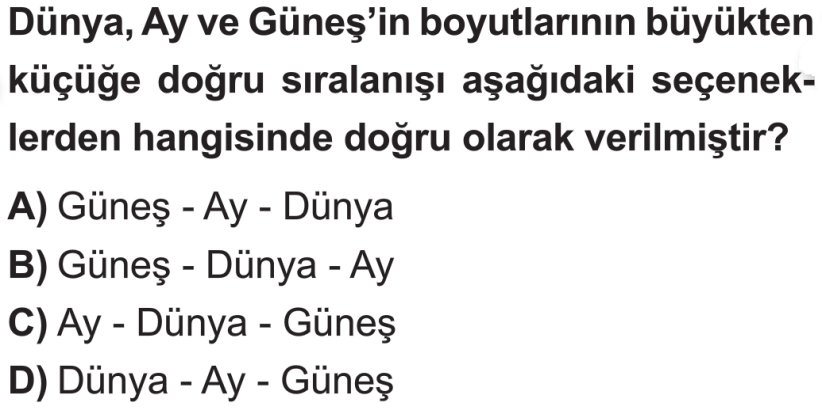 Dünya, Ay ve Güneş’in boyutlarının büyükten
küçüğe doğru sıralanışı aşağıdaki seçenek-
lerden hangisinde doğru olarak verilmiştir?
A) Güneş - Ay - Dünya
B) Güneş - Dünya - Ay
C) Ay - Dünya - Güneş
D) Dünya - Ay - Güneş